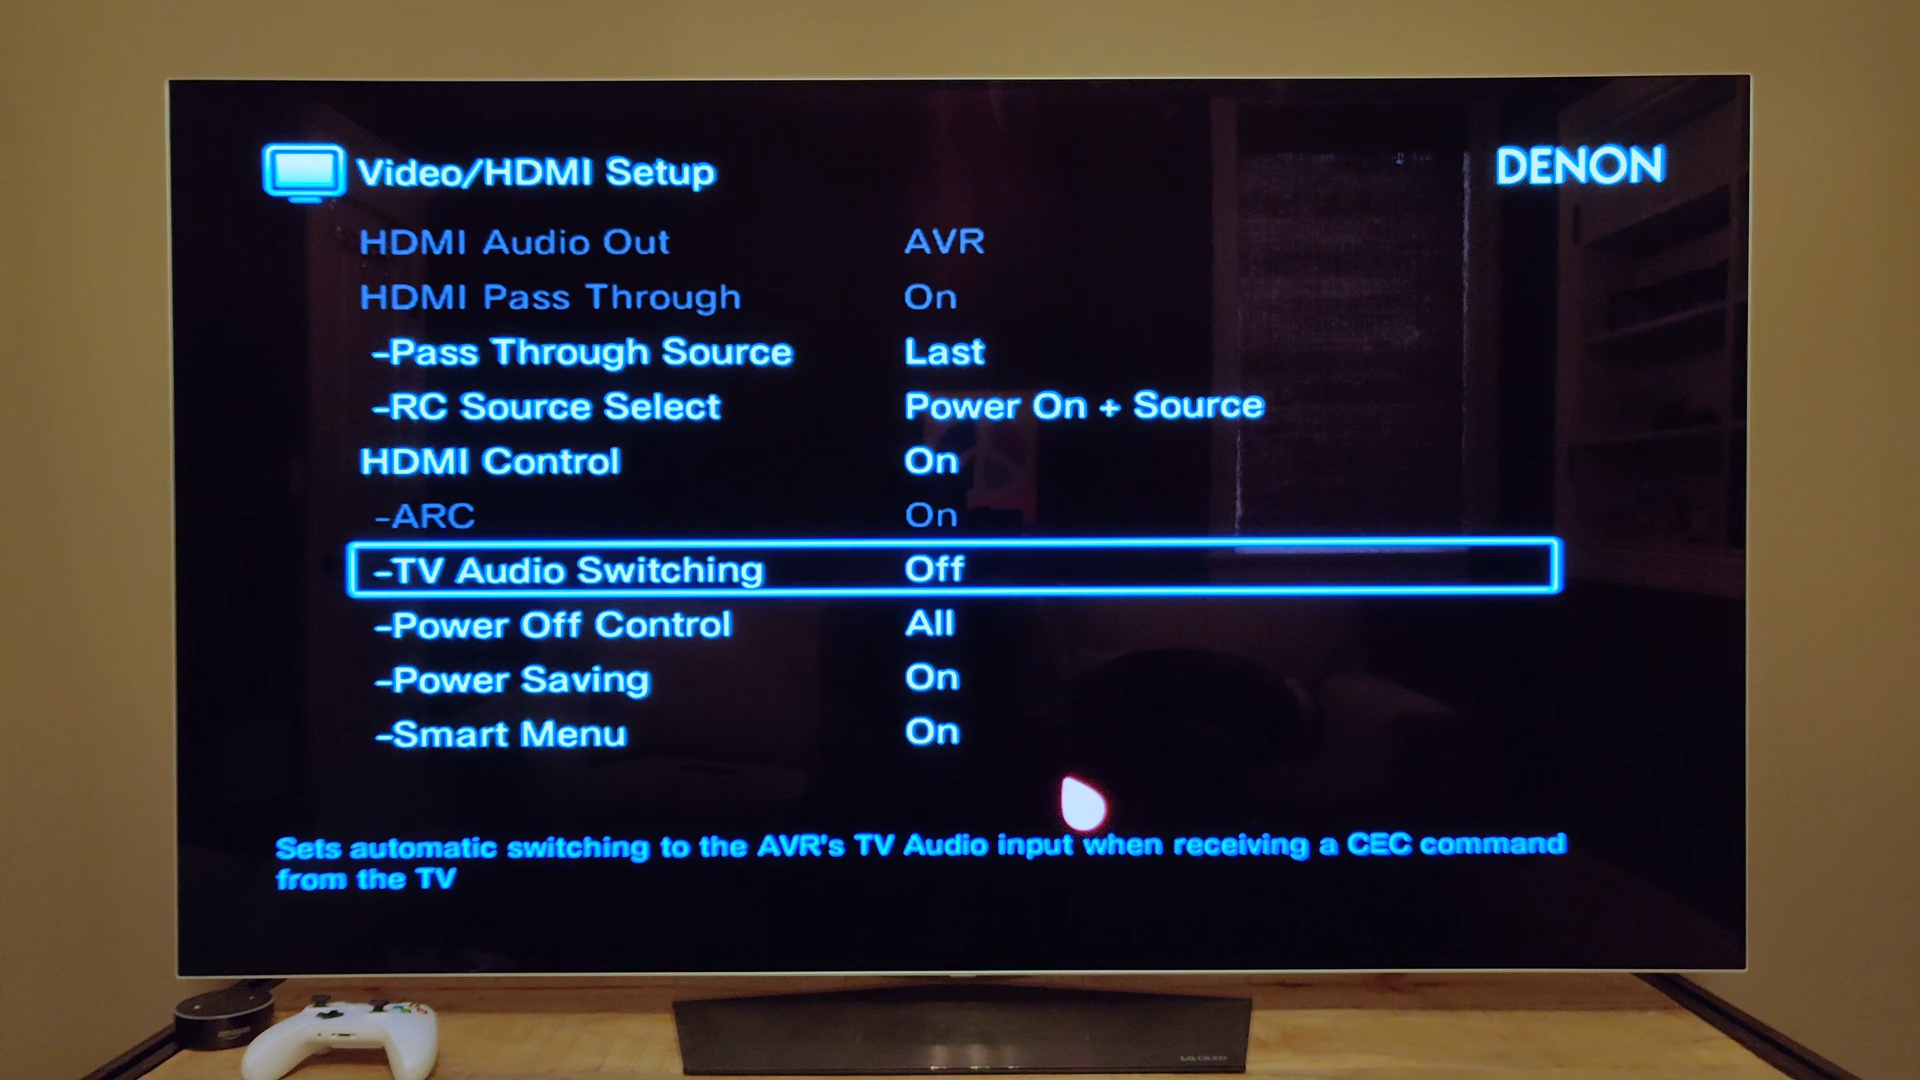 Video/HDMI Setup
DENON
HDMI Audio Out AVR
HDMI Pass Through On
-Pass Through Source Last
-RC Source Select Power On + Source
HDMI Control On
-ARC On
-TV Audio Switching Off
-Power Off Control All
-Power Saving On
-Smart Menu On
Sets automatic switching to the AVR's TV Audio input when receiving a CEC command
from the TV
amazon
LG OLED